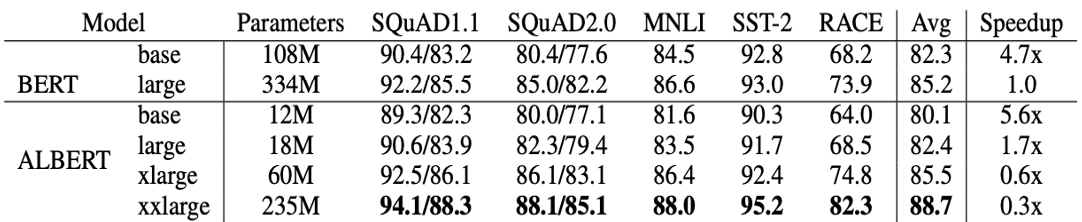 Model Parameters SQuAD1.1 SQuAD2.0 MNLI SST-2 RACE Avg Speedup
base 108M 90.4/83.2 80.4/77.6 84.5 92.8 68.2 82.3 4.7x
BERT large 334M 92.2/85.5 85.0/82.2 86.6 93.0 73.9 85.2 1.0
base 12M 89.3/82.3 80.0/77.1 81.6 90.3 64.0 80.1 5.6x
large 18M 90.6/83.9 82.3/79.4 83.5 91.7 68.5 82.4 1.7x
ALBERT
xlarge 60M 92.5/86.1 86.1/83.1 86.4 92.4 74.8 85.5 0.6x
xxlarge 235M 94.1/88.3 88.1/85.1 88.0 95.2 82.3 88.7 0.3x